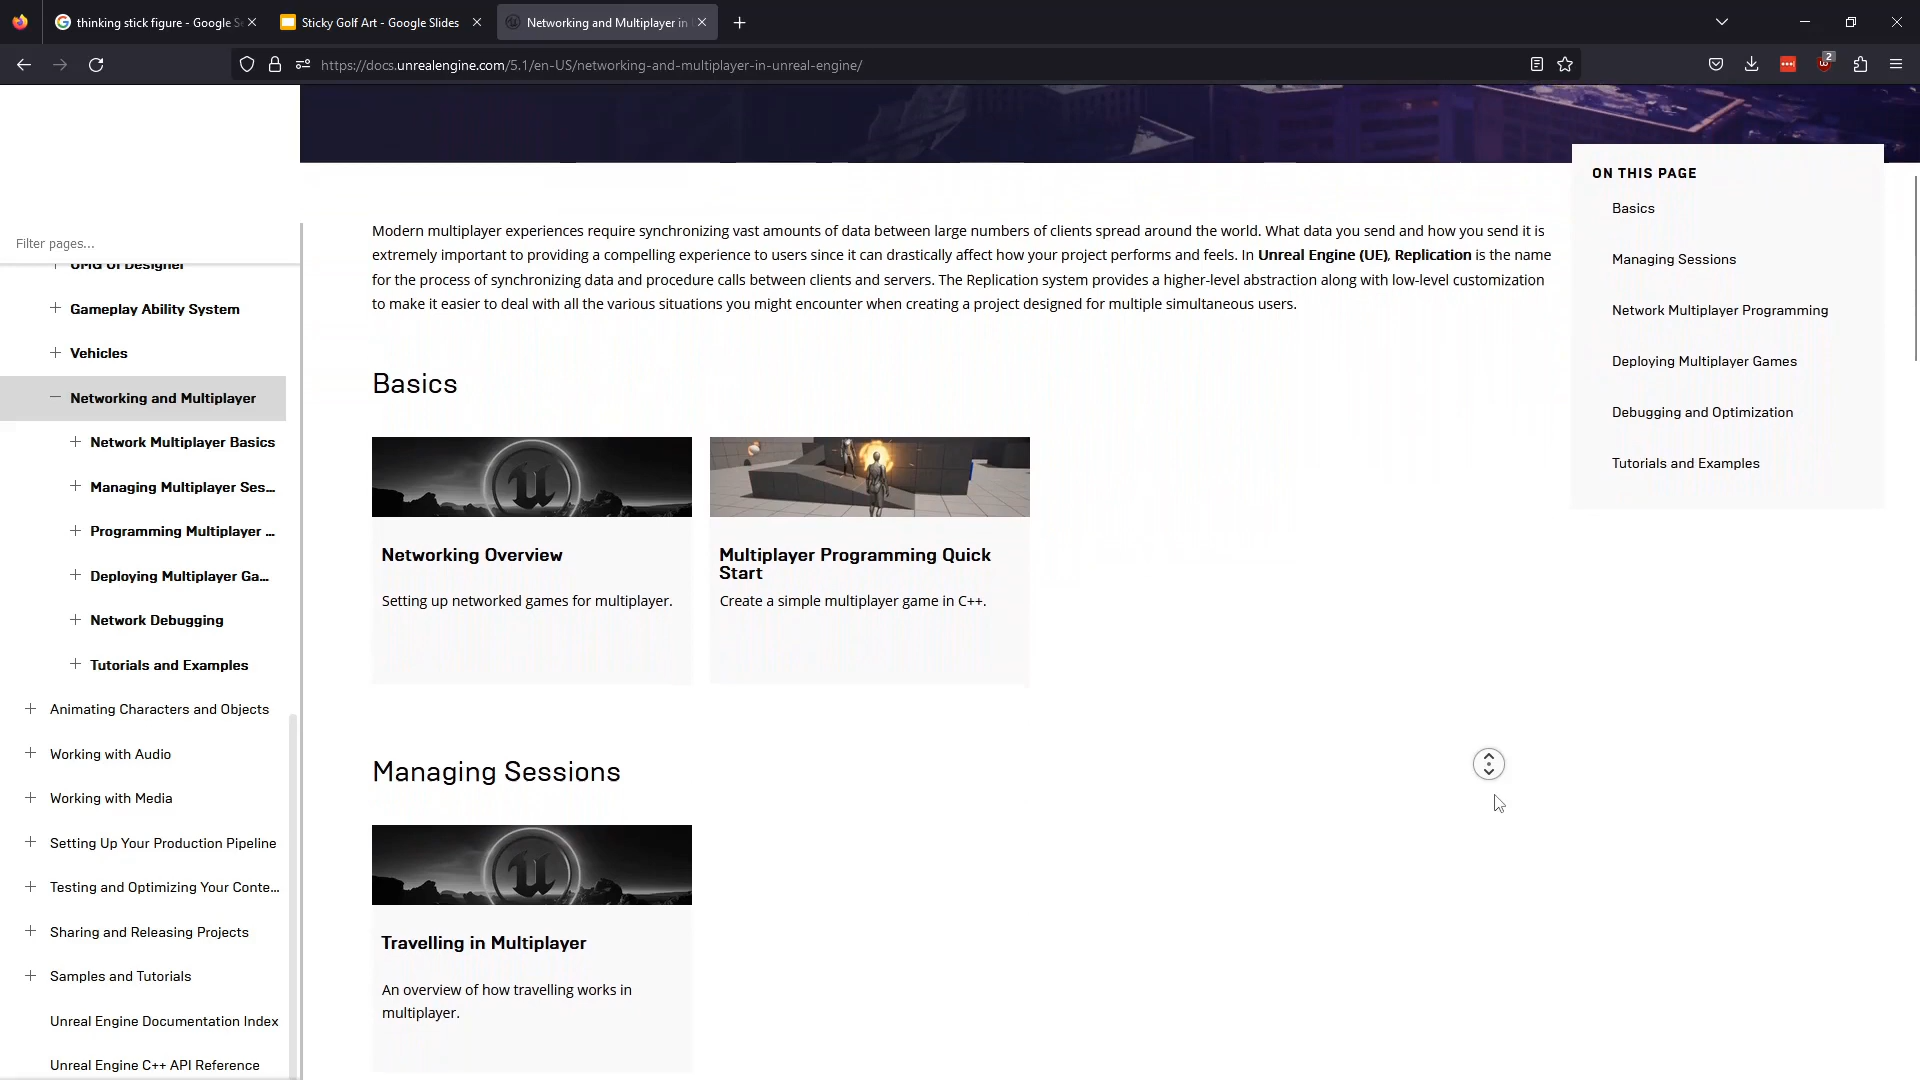 thinking stick figure - Google S
Sticky Golf Art - Google Slides
Networking and Multiplayer in
https://docs.unrealengine.com/5.1/en-US/networking-and-multiplayer-in-unreal-engine/
2
Filter pages...
UMG UI Designer
Gameplay Ability System
Vehicles
Networking and Multiplayer
Network Multiplayer Basics
Managing Multiplayer Ses...
Programming Multiplayer ...
Deploying Multiplayer Ga...
Network Debugging
Tutorials and Examples
Animating Characters and Objects
Working with Audio
Working with Media
Setting Up Your Production Pipeline
Testing and Optimizing Your Conte...
Sharing and Releasing Projects
Samples and Tutorials
Unreal Engine Documentation Index
Unreal Engine C++ API Reference
Modern multiplayer experiences require synchronizing vast amounts of data between large numbers of clients spread around the world. What data you send and how you send it is
extremely important to providing a compelling experience to users since it can drastically affect how your project performs and feels. In Unreal Engine (UE), Replication is the name
for the process of synchronizing data and procedure calls between clients and servers. The Replication system provides a higher-level abstraction along with low-level customization
to make it easier to deal with all the various situations you might encounter when creating a project designed for multiple simultaneous users.
Basics
Networking Overview
Setting up networked games for multiplayer.
Multiplayer Programming Quick
Start
Create a simple multiplayer game in C++.
Managing Sessions
Travelling in Multiplayer
An overview of how travelling works in
multiplayer.
ON THIS PAGE
Basics
Managing Sessions
Network Multiplayer Programming
Deploying Multiplayer Games
Debugging and Optimization
Tutorials and Examples